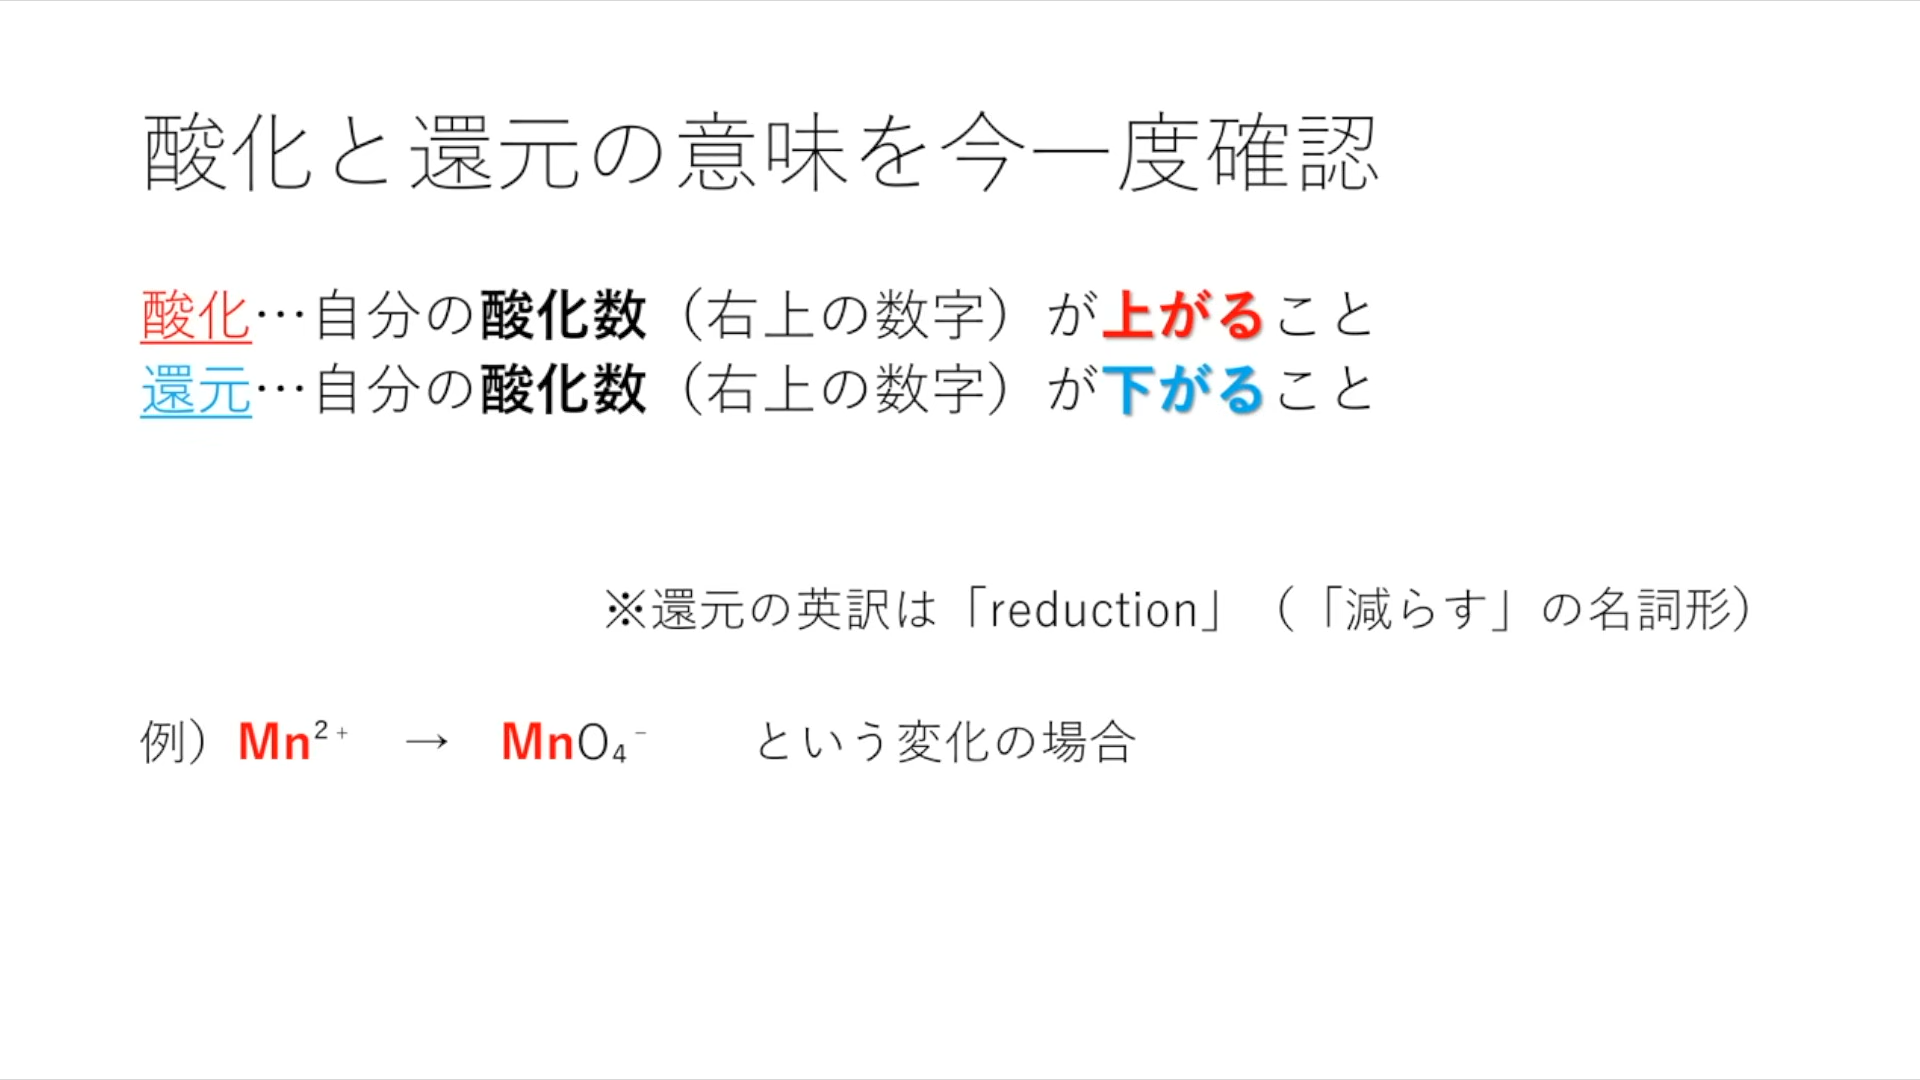 酸化と還元の意味を今一度確認
酸化…自分の酸化数（右上の数字）が上がること
還元…自分の酸化数（右上の数字）が下がること
※還元の英訳は「reduction」（「減らす」の名詞形）
例）Mn²⁺ → MnO₄⁻ という変化の場合